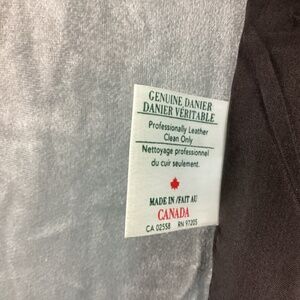 GENUINE DANIER
DANIER VÉRITABLE
Professionally Leather
Clean Only
Nettoyage professionnel
du cuir seulement.
MADE IN /FAIT AU
CANADA
CA 02558 RN 97205